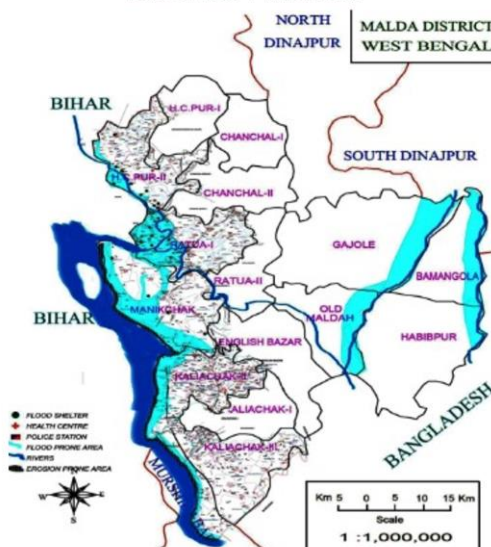 NORTH
DINAJPUR
MALDA DISTRICT
WEST BENGAL
BIHAR
H.C.PUR-I
CHANCHAL-I
SOUTH DINAJPUR
H.C.PUR-II
CHANCHAL-II
RATUA-I
GAJOLE
RATUA-II
BAMANGOLA
MANIKCHAK
OLD
MALDAH
BIHAR
ENGLISH BAZAR
HABIBPUR
KALIACHAK-II
ALIACHAK-I
KALIACHAK-III
BANGLADESH
FLOOD SHELTER
HEALTH CENTRE
POLICE STATION
FLOOD PRONE AREA
RIVERS
EROSION PRONE AREA
N
W E
S
Km 5 0 5 10 15 Km
Scale
1 :1,000,000